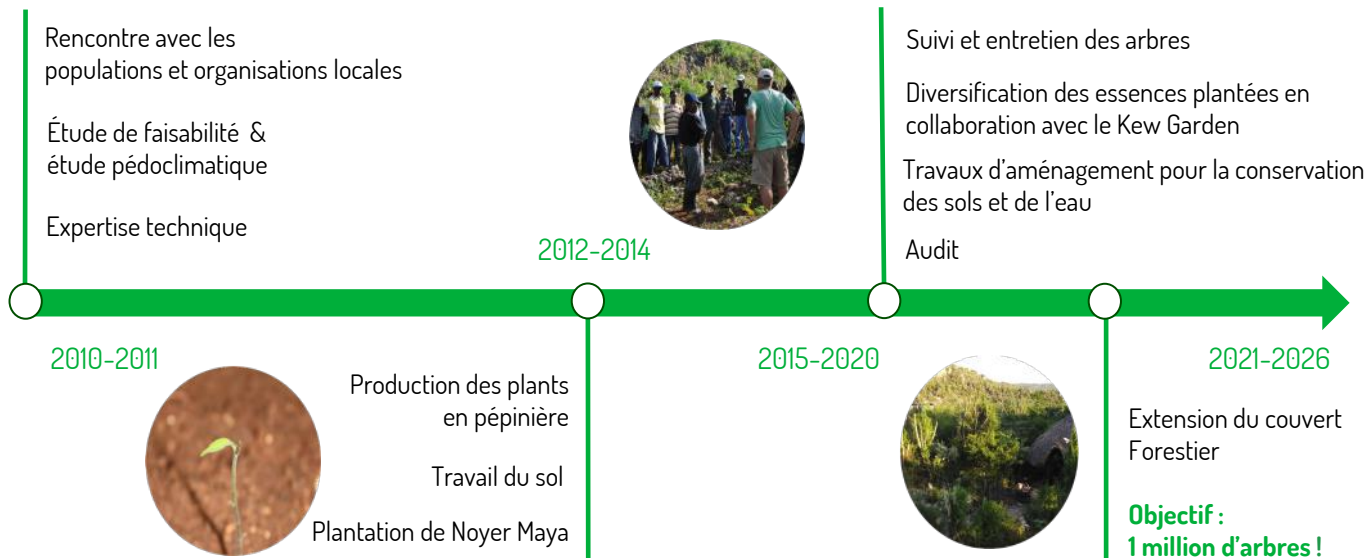 Rencontre avec les
populations et organisations locales
Étude de faisabilité &
étude pédoclimatique
Expertise technique
2010-2011
2012-2014
Production des plants
en pépinière
Travail du sol
Plantation de Noyer Maya
Suivi et entretien des arbres
Diversification des essences plantées en
collaboration avec le Kew Garden
Travaux d'aménagement pour la conservation
des sols et de l'eau
Audit
2015-2020
2021-2026
Extension du couvert
Forestier
Objectif :
1 million d'arbres !